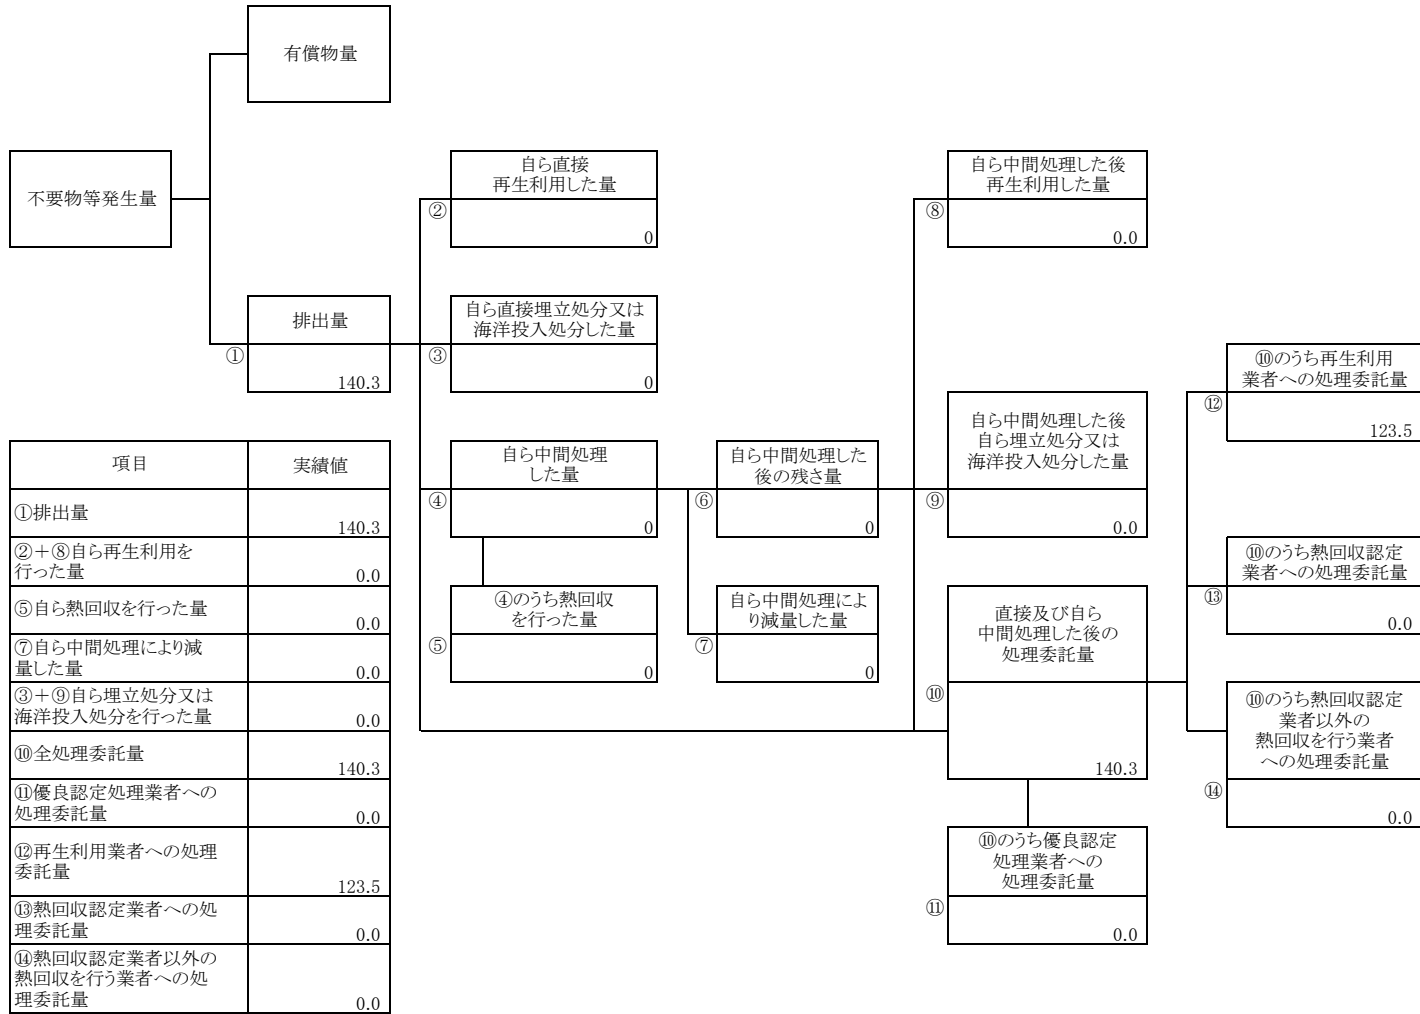 有償物量
不要物等発生量
自ら直接
再生利用した量
②
0
自ら中間処理した後
再生利用した量
⑧
0.0
排出量
①
140.3
自ら直接埋立処分又は
海洋投入処分した量
③
0
⑩のうち再生利用
業者への処理委託量
⑫
123.5
自ら中間処理
した量
④
0
自ら中間処理した
後の残さ量
⑥
0
自ら中間処理した後
自ら埋立処分又は
海洋投入処分した量
⑨
0.0
⑩のうち熱回収認定
業者への処理委託量
⑬
0.0
④のうち熱回収
を行った量
⑤
0
自ら中間処理によ
り減量した量
⑦
0
直接及び自ら
中間処理した後の
処理委託量
⑩
140.3
⑩のうち熱回収認定
業者以外の
熱回収を行う業者
への処理委託量
⑭
0.0
⑩のうち優良認定
処理業者への
処理委託量
⑪
0.0
項目 実績値
①排出量
140.3
②＋⑧自ら再生利用を
行った量 0.0
⑤自ら熱回収を行った量 0.0
⑦自ら中間処理により減
量した量 0.0
③＋⑨自ら埋立処分又は
海洋投入処分を行った量 0.0
⑩全処理委託量
140.3
⑪優良認定処理業者への
処理委託量 0.0
⑫再生利用業者への処理
委託量 123.5
⑬熱回収認定業者への処
理委託量 0.0
⑭熱回収認定業者以外の
熱回収を行う業者への処
理委託量 0.0